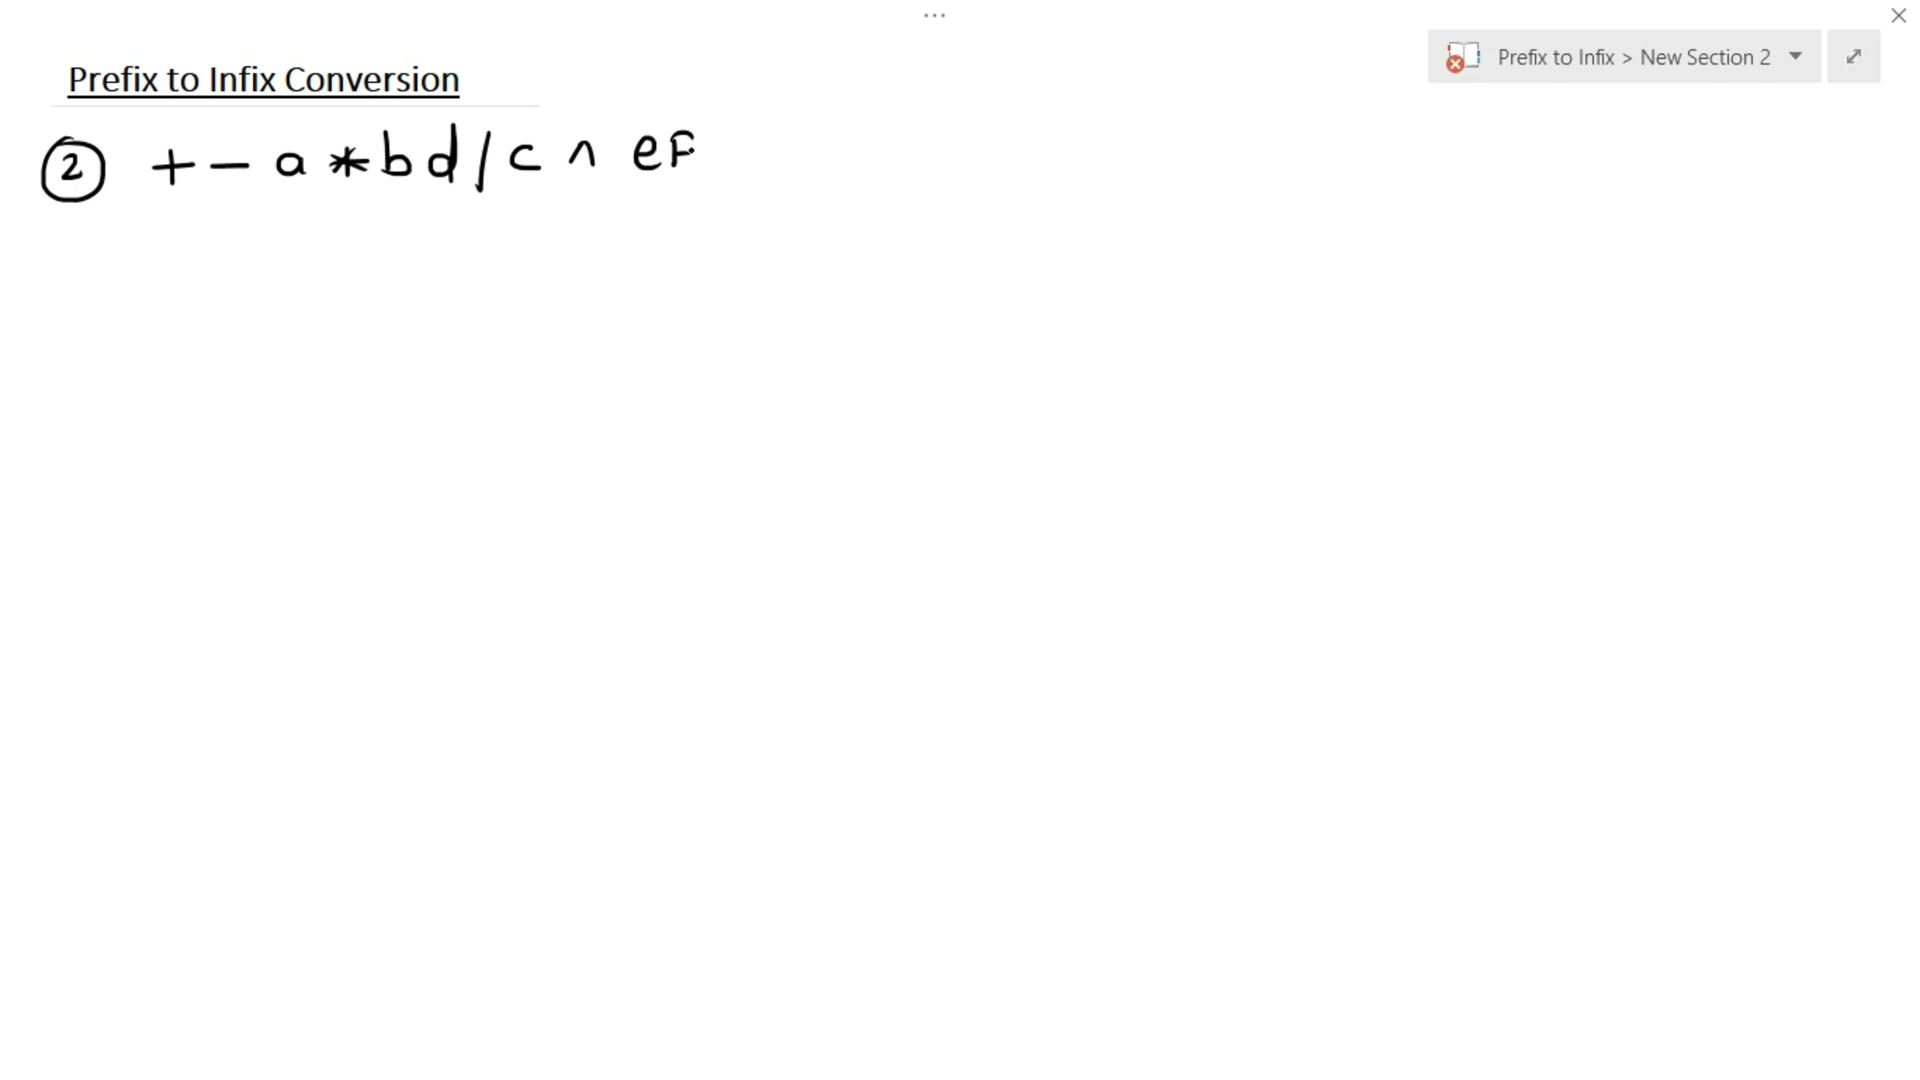 Prefix to Infix > New Section 2
Prefix to Infix Conversion
2 + - a * b d / c ^ e F